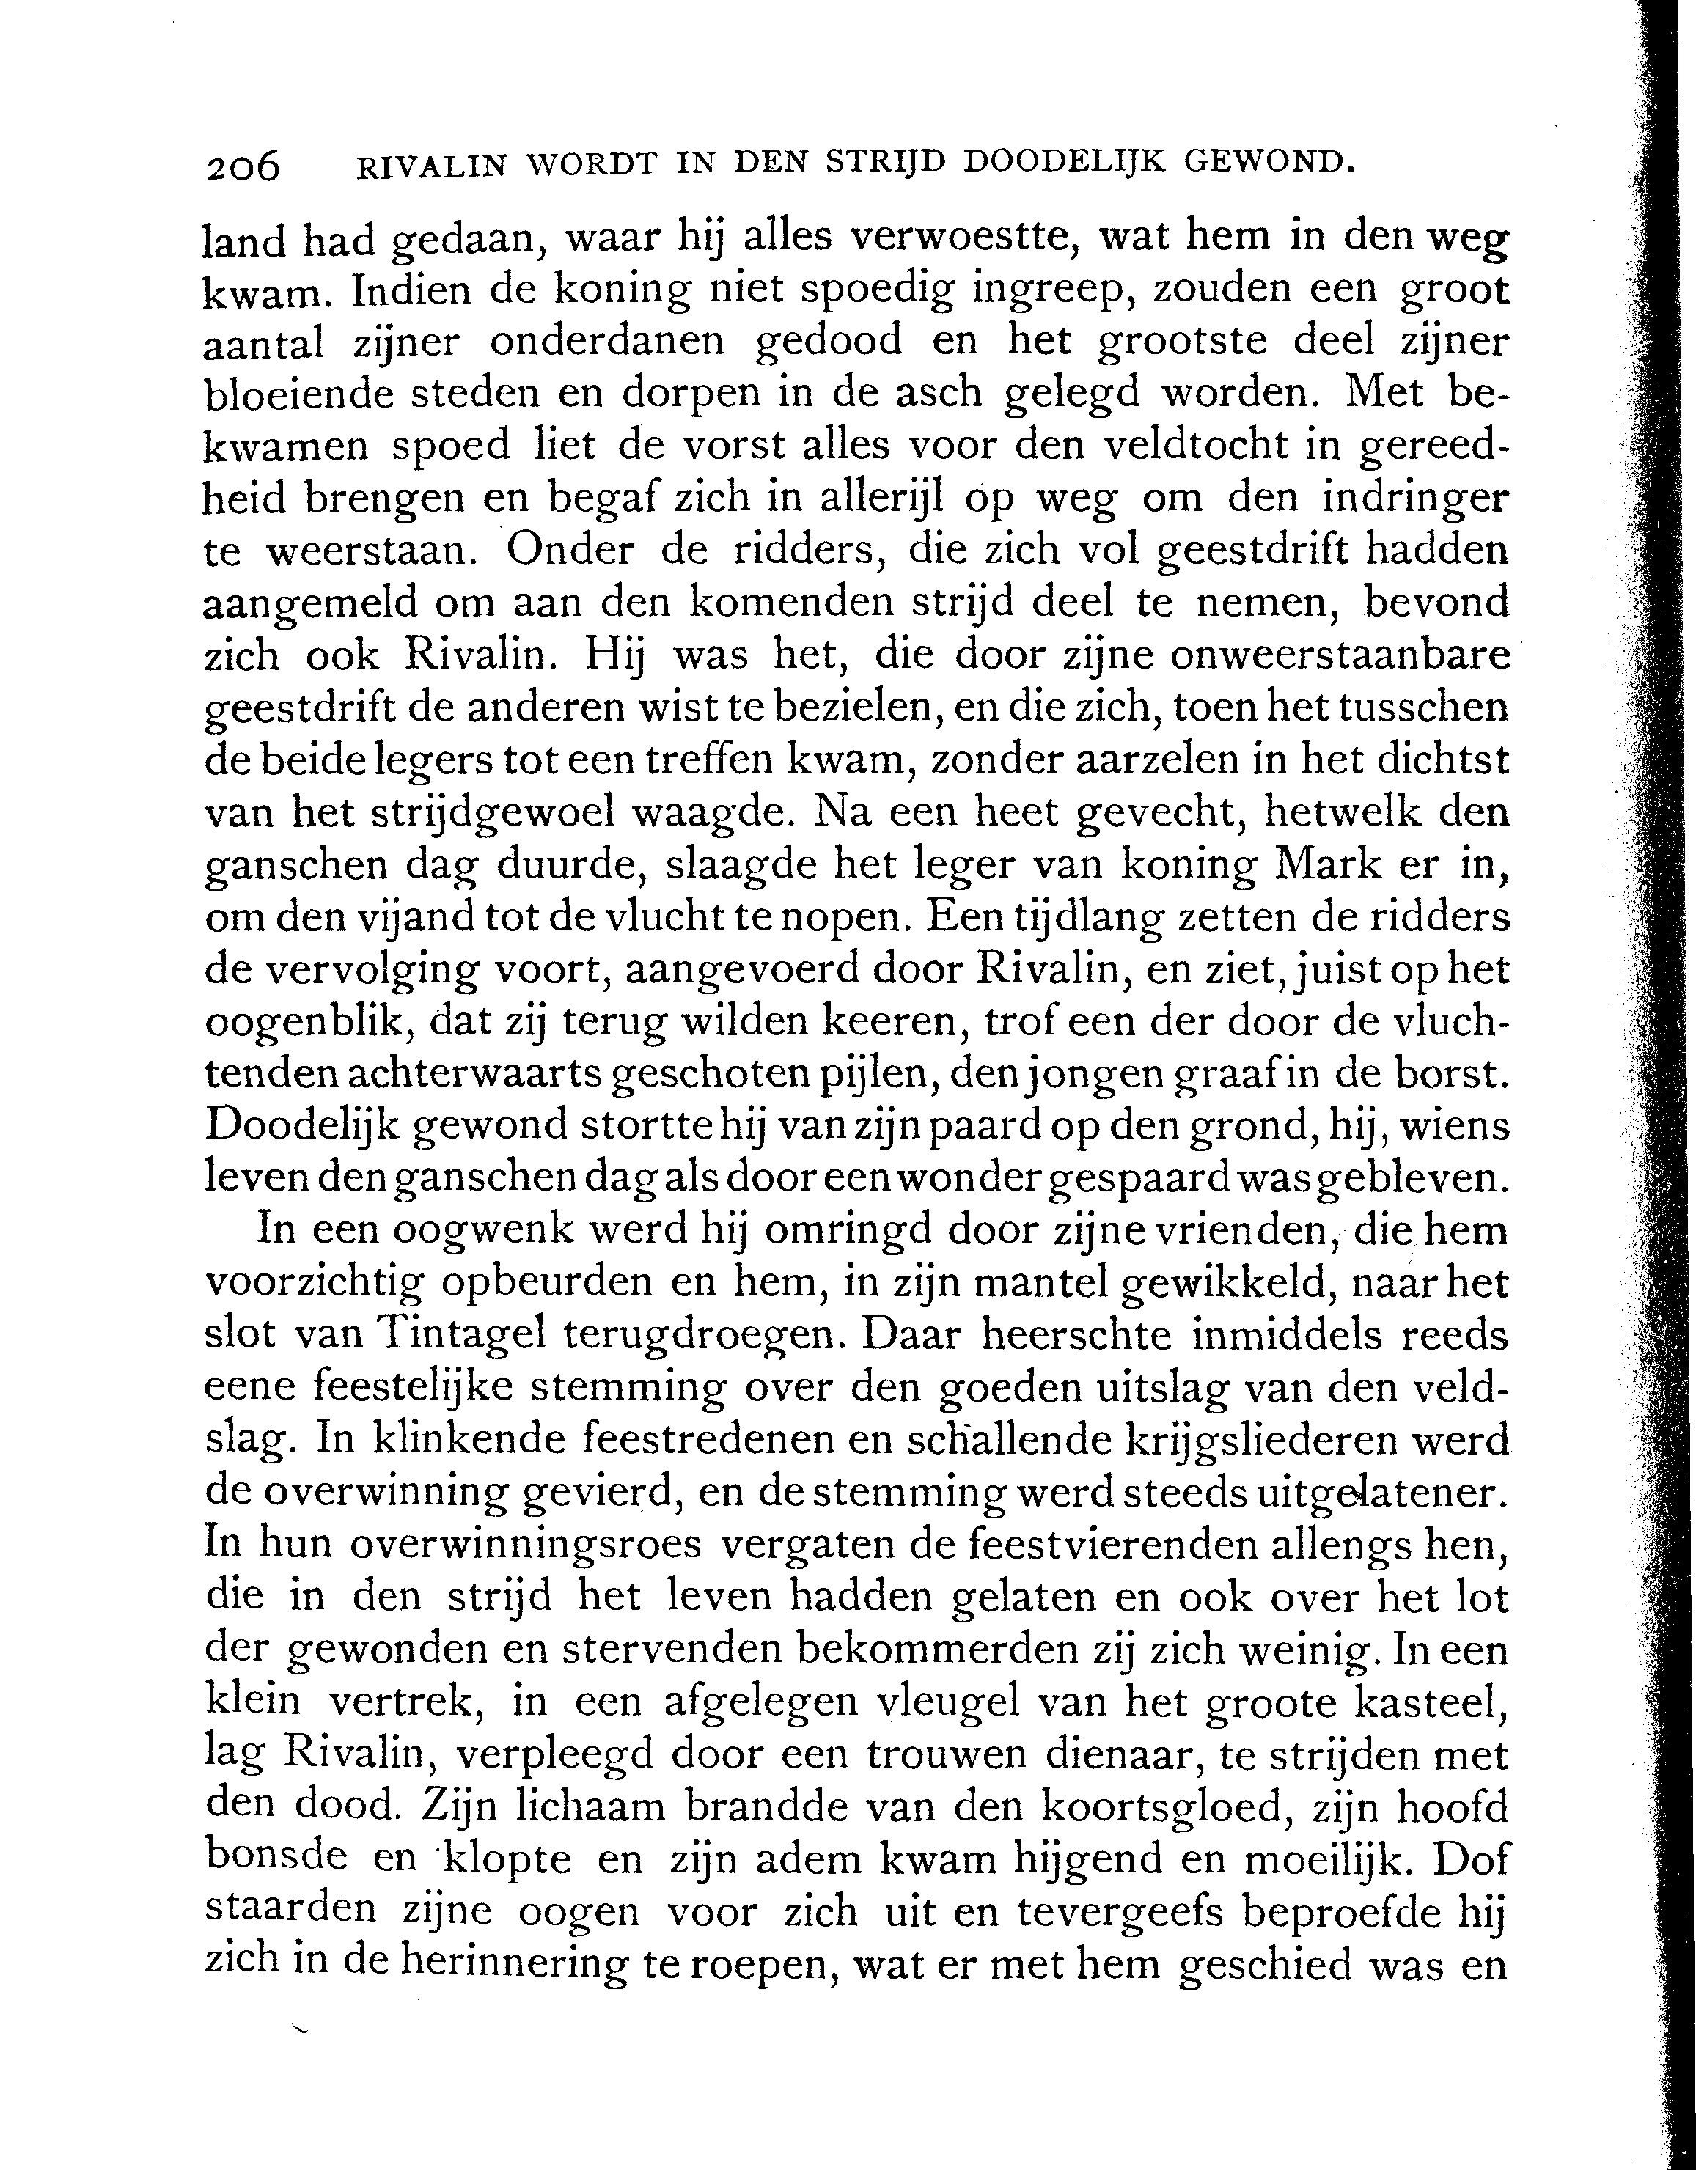 206 RIVALIN WORDT IN DEN STRIJD DOODELIJK GEWOND.
land had gedaan, waar hij alles verwoestte, wat hem in den weg
kwam. Indien de koning niet spoedig ingreep, zouden een groot
aantal zijner onderdanen gedood en het grootste deel zijner
bloeiende steden en dorpen in de asch gelegd worden. Met be-
kwamen spoed liet de vorst alles voor den veldtocht in gereed-
heid brengen en begaf zich in allerijl op weg om den indringer
te weerstaan. Onder de ridders, die zich vol geestdrift hadden
aangemeld om aan den komenden strijd deel te nemen, bevond
zich ook Rivalin. Hij was het, die door zijne onweerstaanbare
geestdrift de anderen wist te bezielen, en die zich, toen het tusschen
de beide legers tot een treffen kwam, zonder aarzelen in het dichtst
van het strijdgewoel waagde. Na een heet gevecht, hetwelk den
ganschen dag duurde, slaagde het leger van koning Mark er in,
om den vijand tot de vlucht te nopen. Een tijdlang zetten de ridders
de vervolging voort, aangevoerd door Rivalin, en ziet, juist op het
oogenblik, dat zij terug wilden keeren, trof een der door de vluch-
tenden achterwaarts geschoten pijlen, den jongen graaf in de borst.
Doodelijk gewond stortte hij van zijn paard op den grond, hij, wiens
leven den ganschen dag als door een wonder gespaard was gebleven.
In een oogwenk werd hij omringd door zijne vrienden, die hem
voorzichtig opbeurden en hem, in zijn mantel gewikkeld, naar het
slot van Tintagel terugdroegen. Daar heerschte inmiddels reeds
eene feestelijke stemming over den goeden uitslag van den veld-
slag. In klinkende feestredenen en schallende krijgsliederen werd
de overwinning gevierd, en de stemming werd steeds uitgelatener.
In hun overwinningsroes vergaten de feestvierenden allengs hen,
die in den strijd het leven hadden gelaten en ook over het lot
der gewonden en stervenden bekommerden zij zich weinig. In een
klein vertrek, in een afgelegen vleugel van het groote kasteel,
lag Rivalin, verpleegd door een trouwen dienaar, te strijden met
den dood. Zijn lichaam brandde van den koortsgloed, zijn hoofd
bonsde en klopte en zijn adem kwam hijgend en moeilijk. Dof
staarden zijne oogen voor zich uit en tevergeefs beproefde hij
zich in de herinnering te roepen, wat er met hem geschied was en